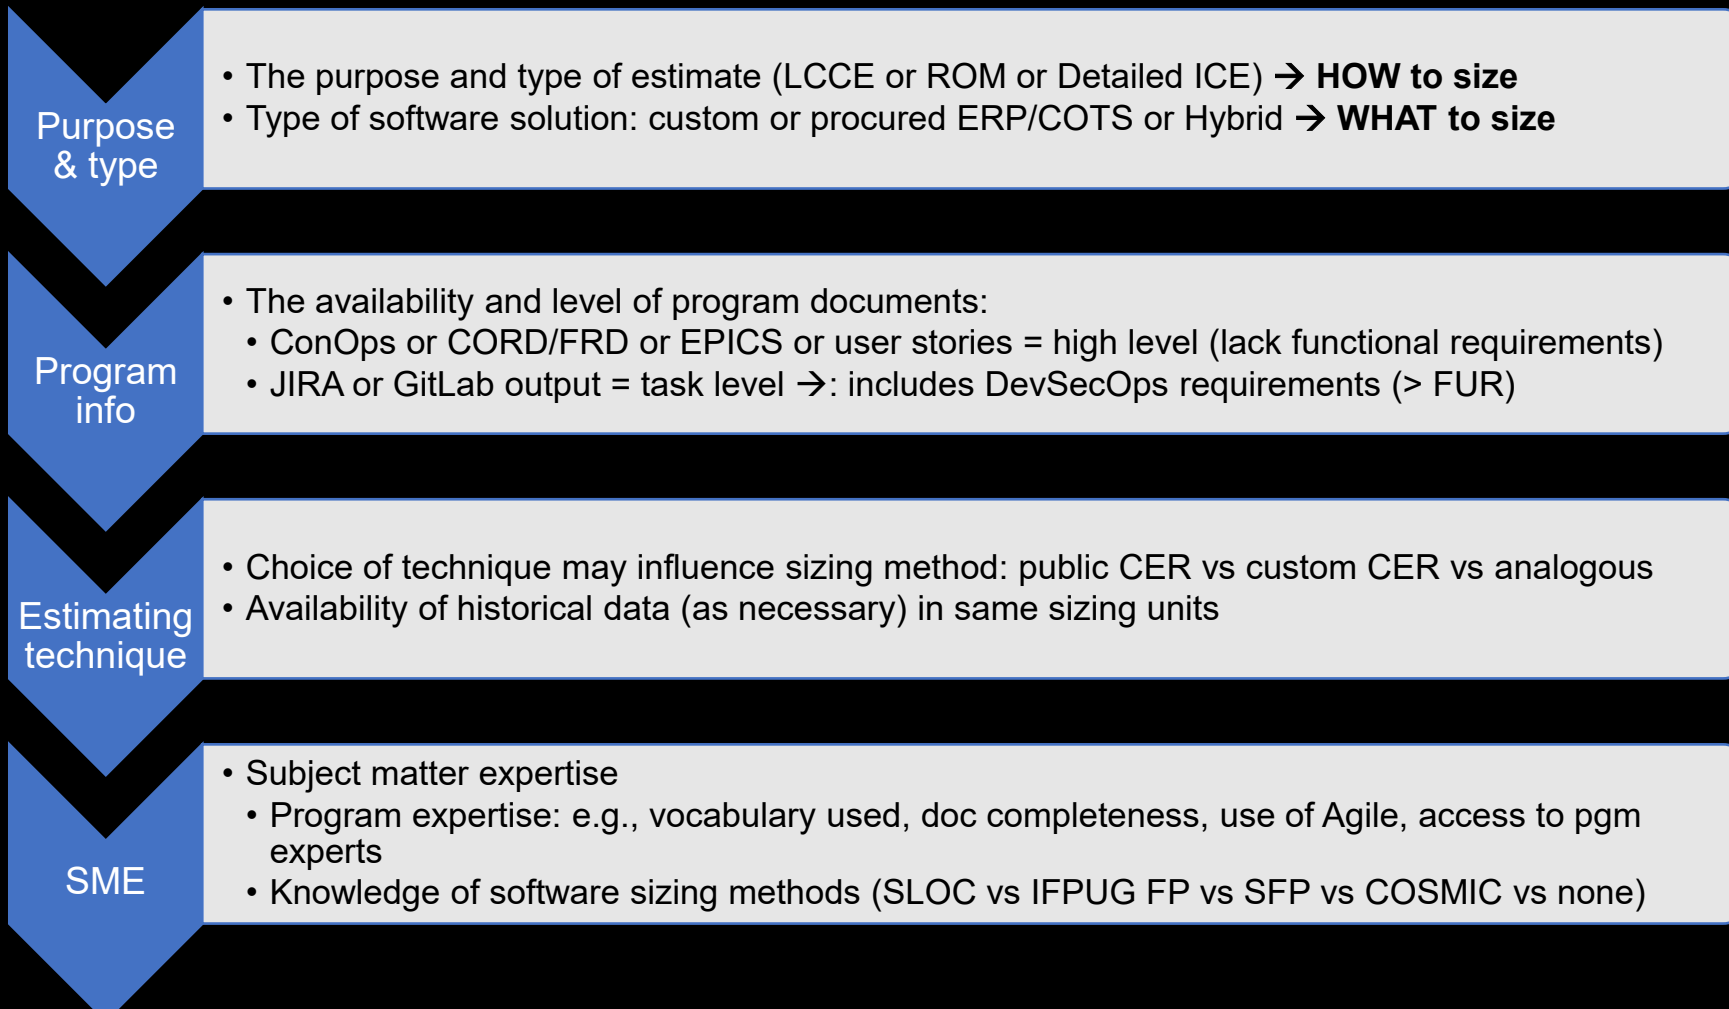 Purpose
& type
• The purpose and type of estimate (LCCE or ROM or Detailed ICE) → HOW to size
• Type of software solution: custom or procured ERP/COTS or Hybrid → WHAT to size
Program
info
• The availability and level of program documents:
• ConOps or CORD/FRD or EPICS or user stories = high level (lack functional requirements)
• JIRA or GitLab output = task level →: includes DevSecOps requirements (> FUR)
Estimating
technique
• Choice of technique may influence sizing method: public CER vs custom CER vs analogous
• Availability of historical data (as necessary) in same sizing units
SME
• Subject matter expertise
• Program expertise: e.g., vocabulary used, doc completeness, use of Agile, access to pgm
experts
• Knowledge of software sizing methods (SLOC vs IFPUG FP vs SFP vs COSMIC vs none)